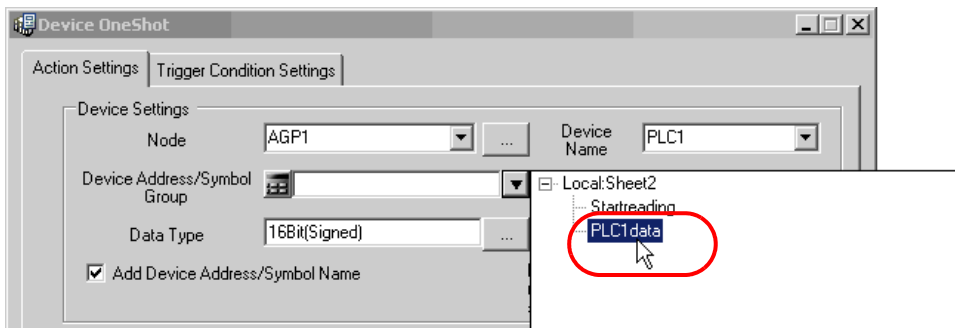 Device OneShot
Action Settings
Trigger Condition Settings
Device Settings
Node
AGP1
...
Device Name
PLC1
Device Address/Symbol Group
Local:Sheet2
Startreading
PLC1data
Data Type
16Bit(Signed)
...
Add Device Address/Symbol Name